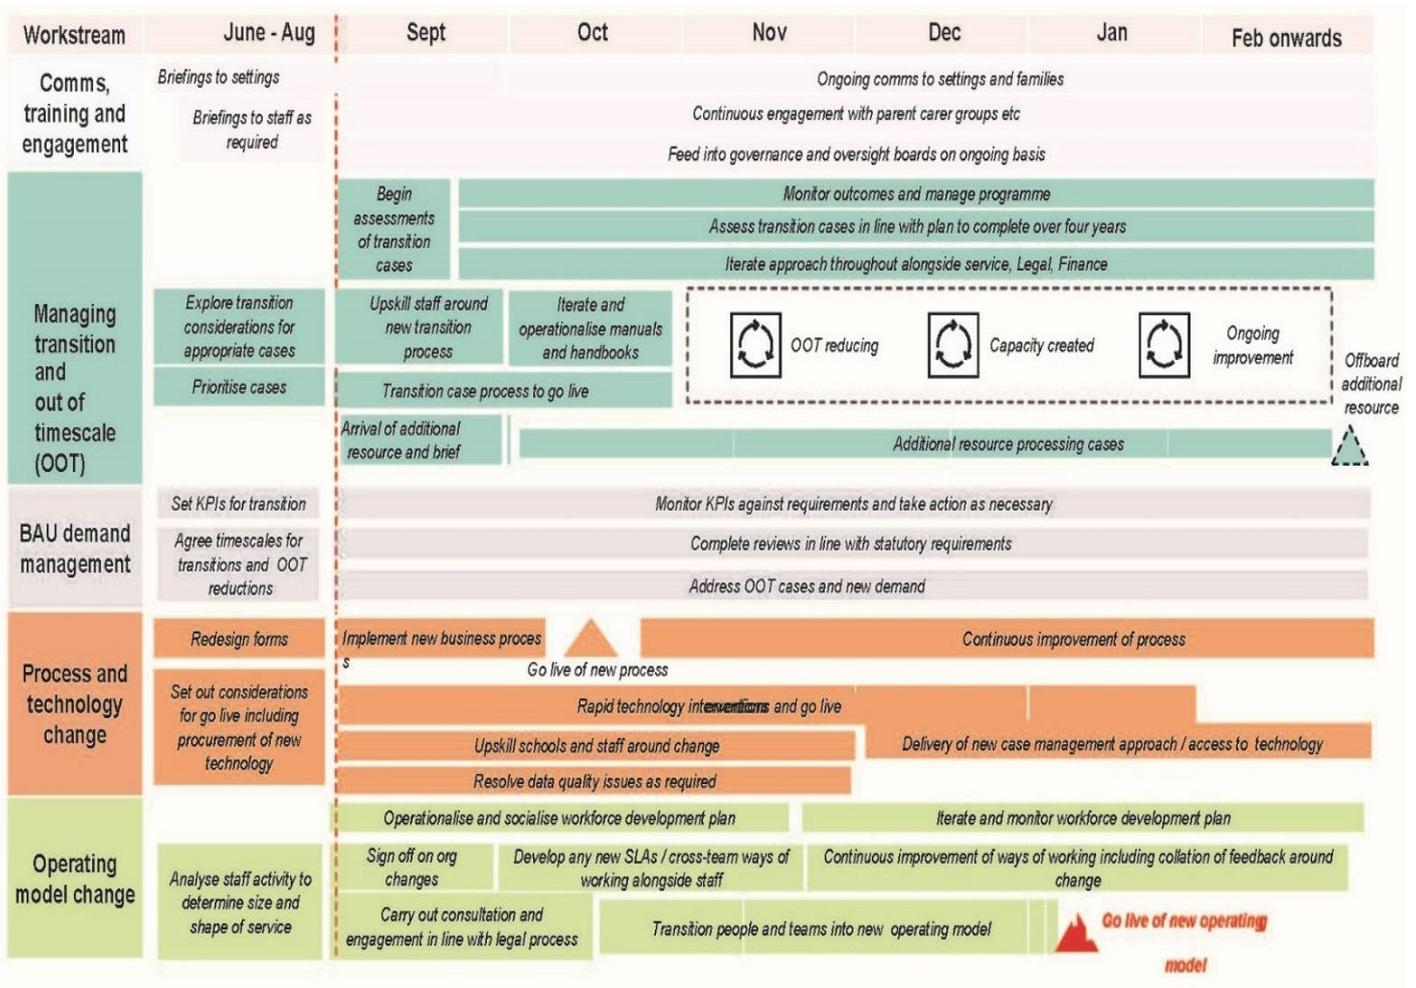 Workstream
June - Aug
Sept
Oct
Nov
Dec
Jan
Feb onwards
Comms,
training and
engagement
Briefings to settings
Ongoing comms to settings and families
Briefings to staff as
required
Continuous engagement with parent carer groups etc
Feed into governance and oversight boards on ongoing basis
Managing
transition
and
out of
timescale
(OOT)
Begin
assessments
of transition
cases
Monitor outcomes and manage programme
Assess transition cases in line with plan to complete over four years
Iterate approach throughout alongside service, Legal, Finance
Explore transition
considerations for
appropriate cases
Upskill staff around
new transition
process
Iterate and
operationalise manuals
and handbooks
OOT reducing
Capacity created
Ongoing
improvement
Prioritise cases
Transition case process to go live
Offboard
additional
resource
Arrival of additional
resource and brief
Additional resource processing cases
BAU demand
management
Set KPIs for transition
Monitor KPIs against requirements and take action as necessary
Agree timescales for
transitions and OOT
reductions
Complete reviews in line with statutory requirements
Address OOT cases and new demand
Process and
technology
change
Redesign forms
Implement new business proces
s
Go live of new process
Continuous improvement of process
Set out considerations
for go live including
procurement of new
technology
Rapid technology interventions and go live
Upskill schools and staff around change
Delivery of new case management approach / access to technology
Resolve data quality issues as required
Operating
model change
Operationalise and socialise workforce development plan
Iterate and monitor workforce development plan
Analyse staff activity to
determine size and
shape of service
Sign off on org
changes
Develop any new SLAs / cross-team ways of
working alongside staff
Continuous improvement of ways of working including collation of feedback around
change
Carry out consultation and
engagement in line with legal process
Transition people and teams into new operating model
Go live of new operating
model